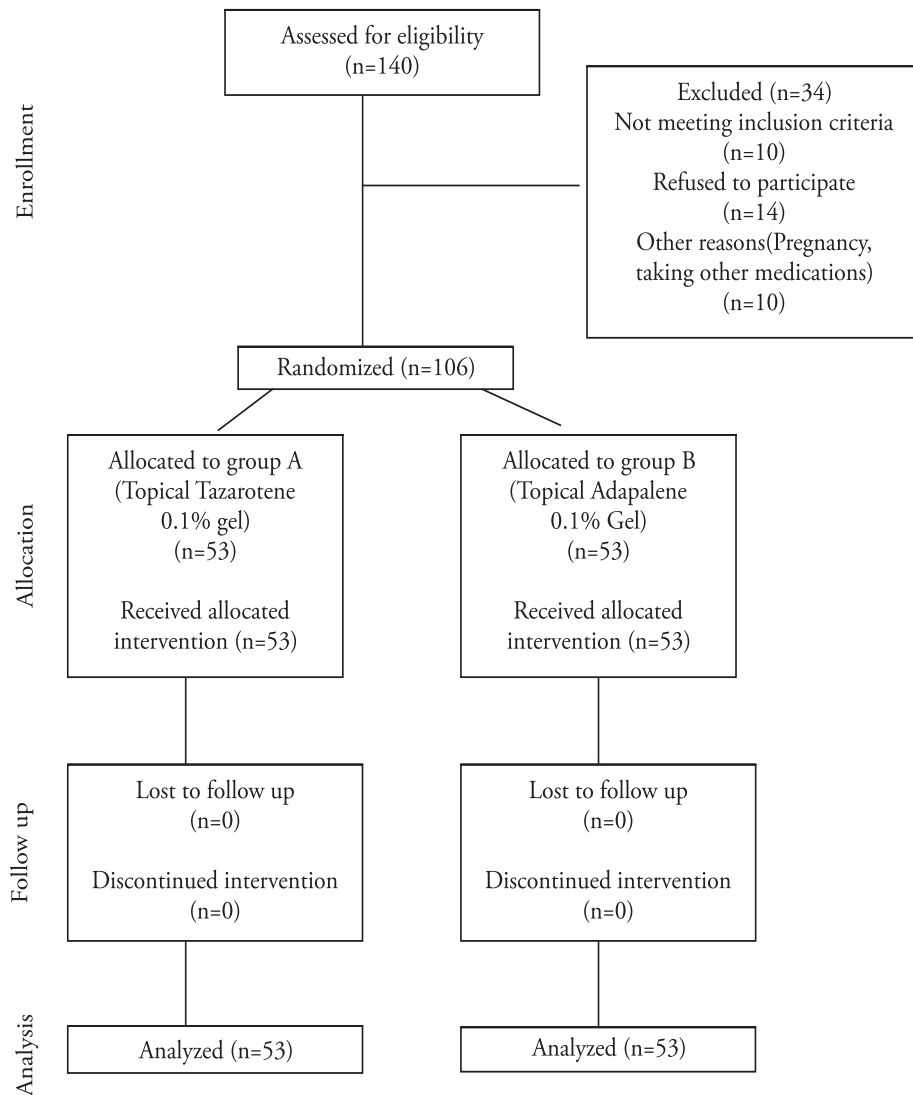 Enrollment
Assessed for eligibility
(n=140)
Excluded (n=34)
Not meeting inclusion criteria
(n=10)
Refused to participate
(n=14)
Other reasons(Pregnancy,
taking other medications)
(n=10)
Randomized (n=106)
Allocation
Allocated to group A
(Topical Tazarotene
0.1% gel)
(n=53)
Received allocated
intervention (n=53)
Allocated to group B
(Topical Adapalene
0.1% Gel)
(n=53)
Received allocated
intervention (n=53)
Follow up
Lost to follow up
(n=0)
Discontinued intervention
(n=0)
Lost to follow up
(n=0)
Discontinued intervention
(n=0)
Analysis
Analyzed (n=53)
Analyzed (n=53)